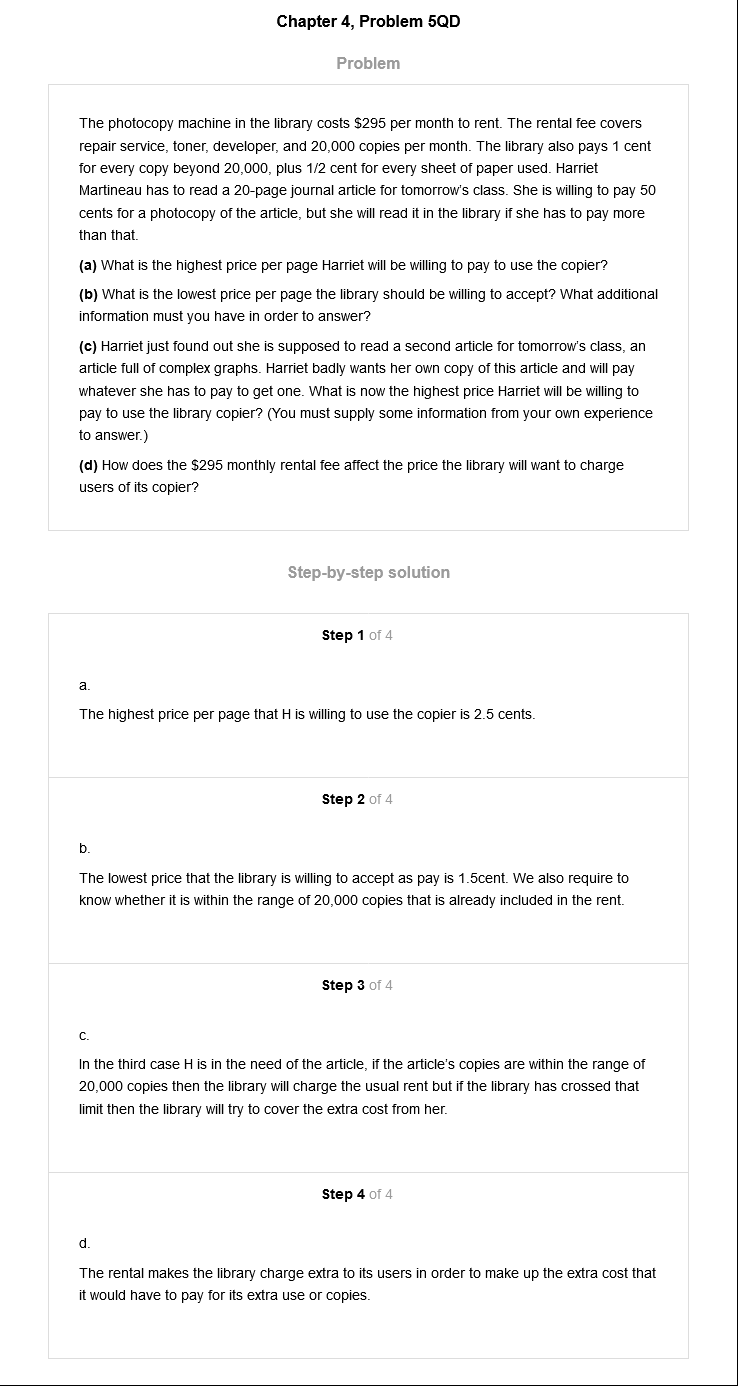 Chapter 4, Problem 5QD
Problem
The photocopy machine in the library costs $295 per month to rent. The rental fee covers
repair service, toner, developer, and 20,000 copies per month. The library also pays 1 cent
for every copy beyond 20,000, plus 1/2 cent for every sheet of paper used. Harriet
Martineau has to read a 20-page journal article for tomorrow's class. She is willing to pay 50
cents for a photocopy of the article, but she will read it in the library if she has to pay more
than that.
(a) What is the highest price per page Harriet will be willing to pay to use the copier?
(b) What is the lowest price per page the library should be willing to accept? What additional
information must you have in order to answer?
(c) Harriet just found out she is supposed to read a second article for tomorrow's class, an
article full of complex graphs. Harriet badly wants her own copy of this article and will pay
whatever she has to pay to get one. What is now the highest price Harriet will be willing to
pay to use the library copier? (You must supply some information from your own experience
to answer.)
(d) How does the $295 monthly rental fee affect the price the library will want to charge
users of its copier?
Step-by-step solution
Step 1 of 4
a.
The highest price per page that H is willing to use the copier is 2.5 cents.
Step 2 of 4
b.
The lowest price that the library is willing to accept as pay is 1.5cent. We also require to
know whether it is within the range of 20,000 copies that is already included in the rent.
Step 3 of 4
c.
In the third case H is in the need of the article, if the article's copies are within the range of
20,000 copies then the library will charge the usual rent but if the library has crossed that
limit then the library will try to cover the extra cost from her.
Step 4 of 4
d.
The rental makes the library charge extra to its users in order to make up the extra cost that
it would have to pay for its extra use or copies.